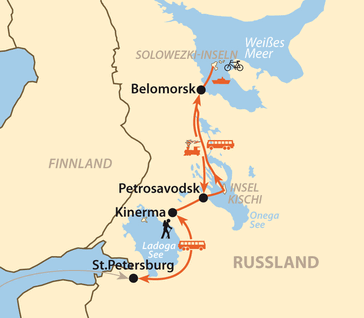 SOLOWEZKI-INSELN
Weißes
Meer
Belomorsk
FINNLAND
Petrosavodsk
INSEL
KISCHI
Kinerma
Onega
See
Ladoga
See
St.Petersburg
RUSSLAND